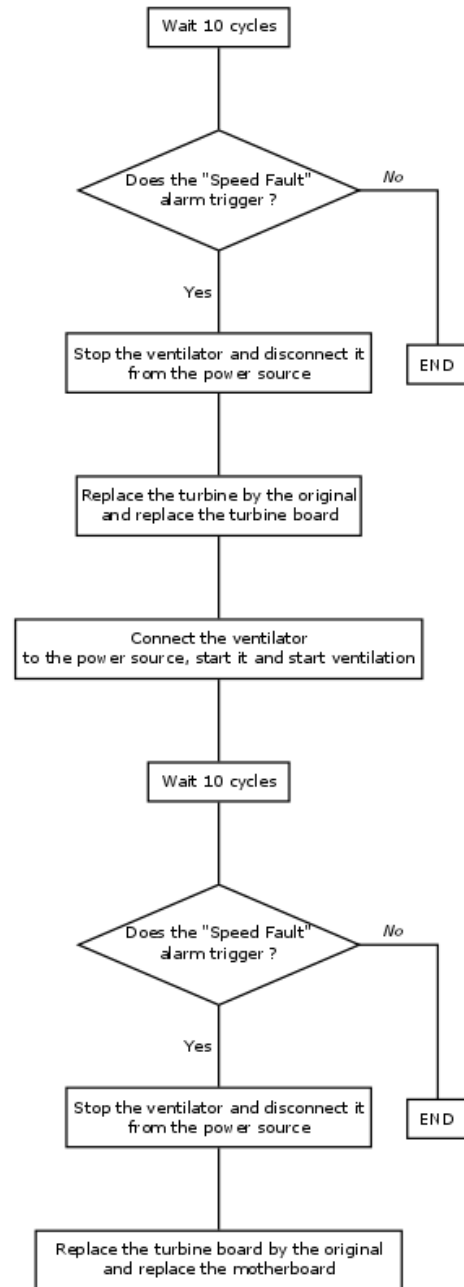 Wait 10 cycles
Does the "Speed Fault"
alarm trigger ?
No
Yes
Stop the ventilator and disconnect it
from the power source
END
Replace the turbine by the original
and replace the turbine board
Connect the ventilator
to the power source, start it and start ventilation
Wait 10 cycles
Does the "Speed Fault"
alarm trigger ?
No
Yes
Stop the ventilator and disconnect it
from the power source
END
Replace the turbine board by the original
and replace the motherboard